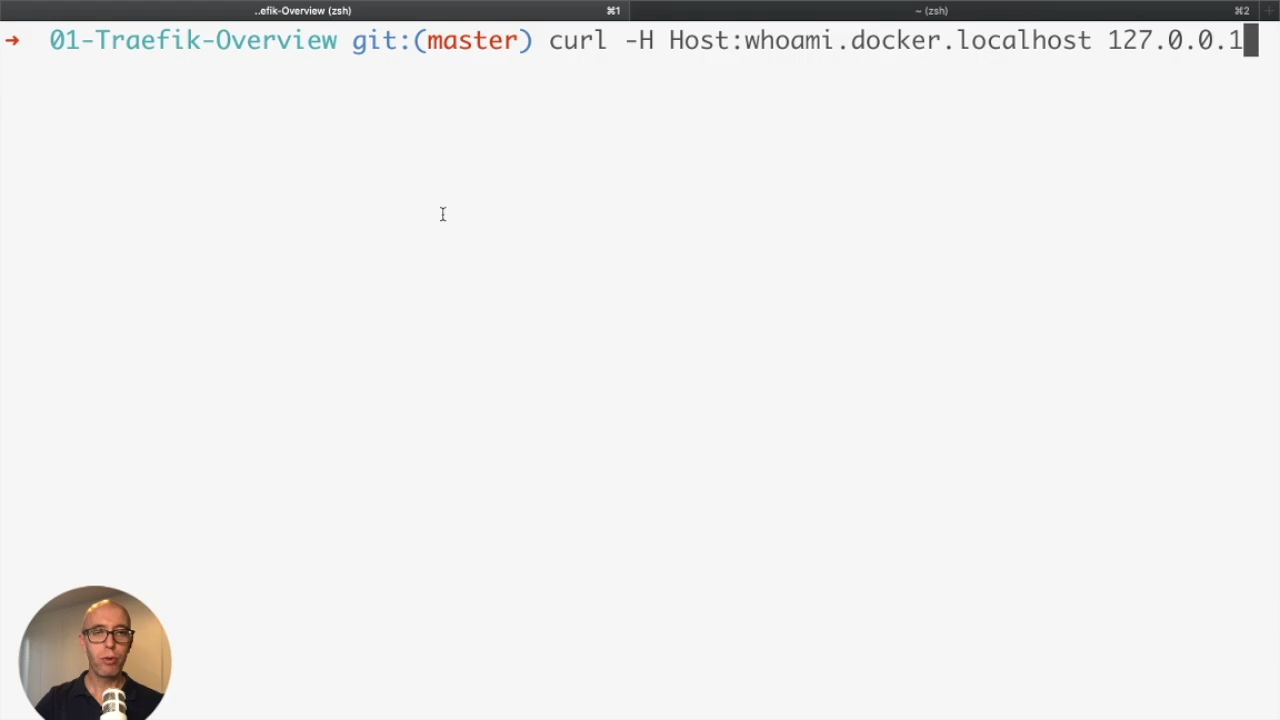 ..efik-Overview (zsh) ⌘1 ~ (zsh) ⌘2 +
➜ 01-Traefik-Overview git:(master) curl -H Host:whoami.docker.localhost 127.0.0.1